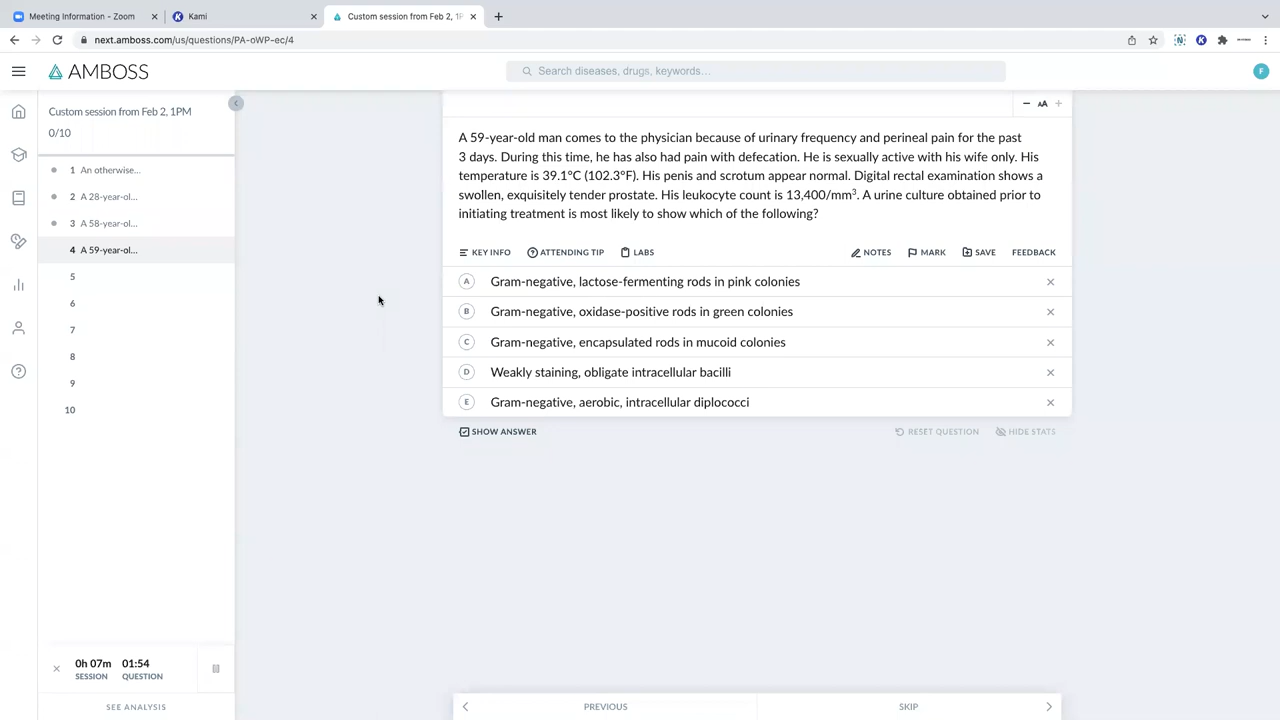 Meeting Information - Zoom
Kami
Custom session from Feb 2, 1P
next.amboss.com/us/questions/PA-oWP-ec/4
AMBOSS
Search diseases, drugs, keywords…
F
Custom session from Feb 2, 1PM
0/10
1 An otherwise...
2 A 28-year-ol...
3 A 58-year-ol...
4 A 59-year-ol...
5
6
7
8
9
10
0h 07m 01:54
SESSION QUESTION
SEE ANALYSIS
AA
A 59-year-old man comes to the physician because of urinary frequency and perineal pain for the past
3 days. During this time, he has also had pain with defecation. He is sexually active with his wife only. His
temperature is 39.1°C (102.3°F). His penis and scrotum appear normal. Digital rectal examination shows a
swollen, exquisitely tender prostate. His leukocyte count is 13,400/mm³. A urine culture obtained prior to
initiating treatment is most likely to show which of the following?
KEY INFO ATTENDING TIP LABS NOTES MARK SAVE FEEDBACK
A Gram-negative, lactose-fermenting rods in pink colonies
B Gram-negative, oxidase-positive rods in green colonies
C Gram-negative, encapsulated rods in mucoid colonies
D Weakly staining, obligate intracellular bacilli
E Gram-negative, aerobic, intracellular diplococci
SHOW ANSWER RESET QUESTION HIDE STATS
PREVIOUS SKIP